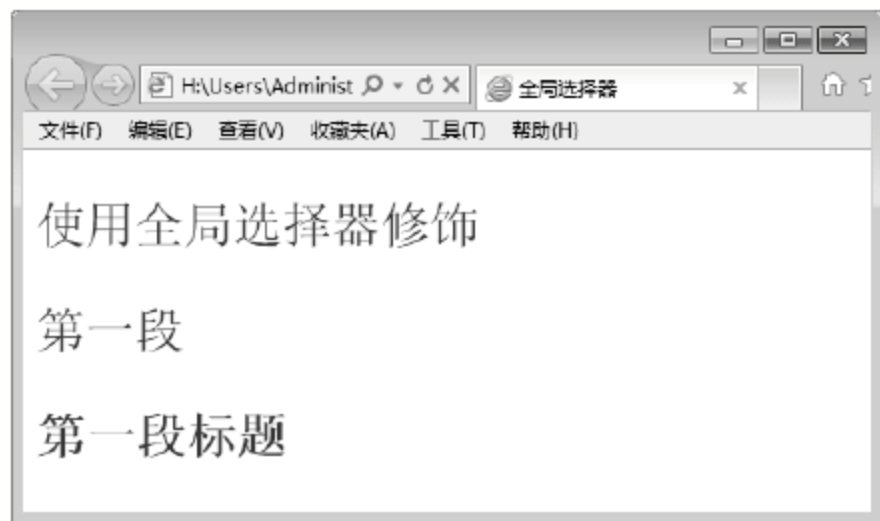 H:\Users\Administ
全局选择器
文件(F) 编辑(E) 查看(V) 收藏夹(A) 工具(T) 帮助(H)
使用全局选择器修饰
第一段
第一段标题